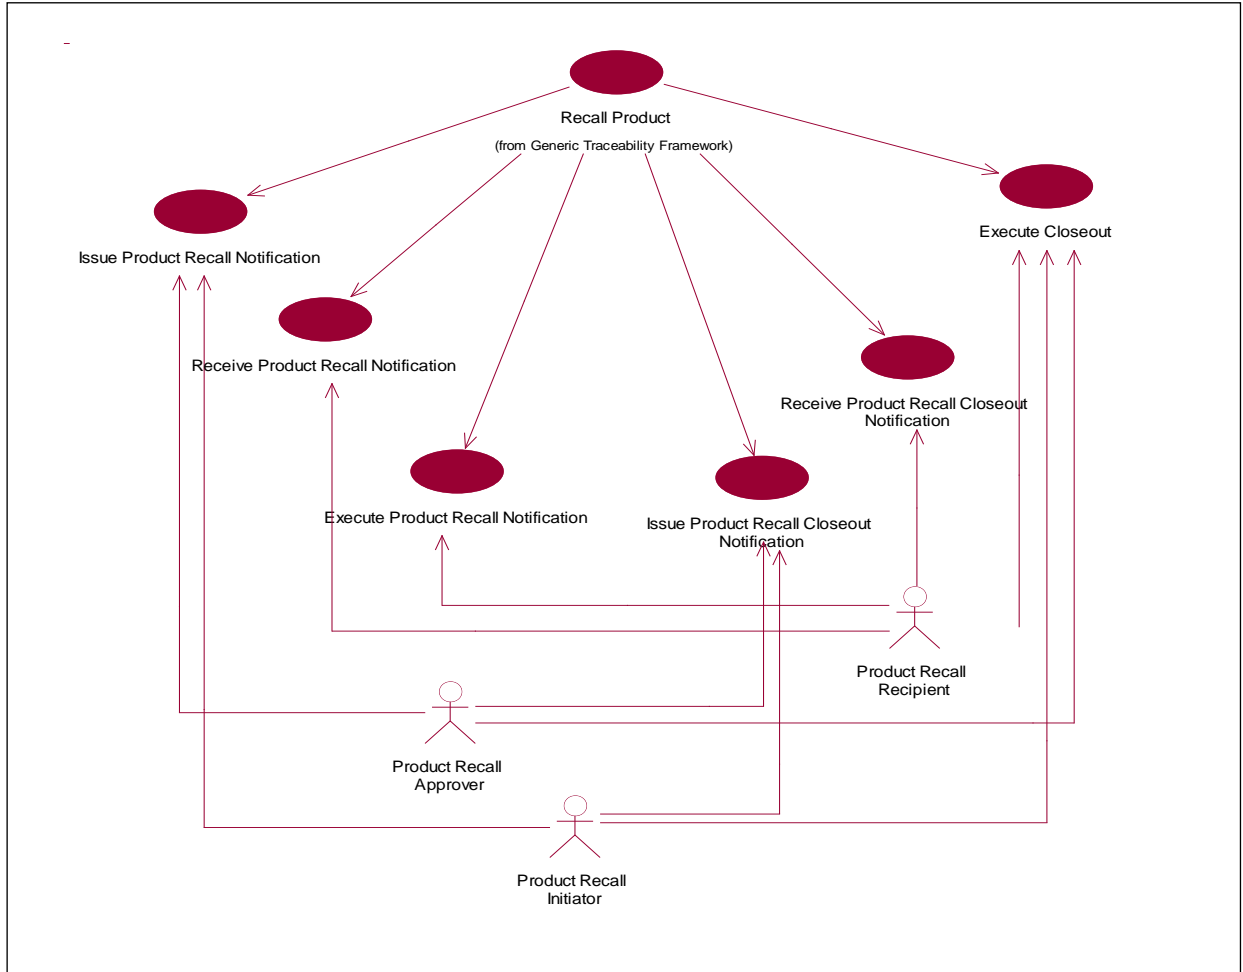 Recall Product
(from Generic Traceability Framework)
Issue Product Recall Notification
Execute Closeout
Receive Product Recall Notification
Receive Product Recall Closeout
Notification
Execute Product Recall Notification
Issue Product Recall Closeout
Notification
Product Recall
Recipient
Product Recall
Approver
Product Recall
Initiator